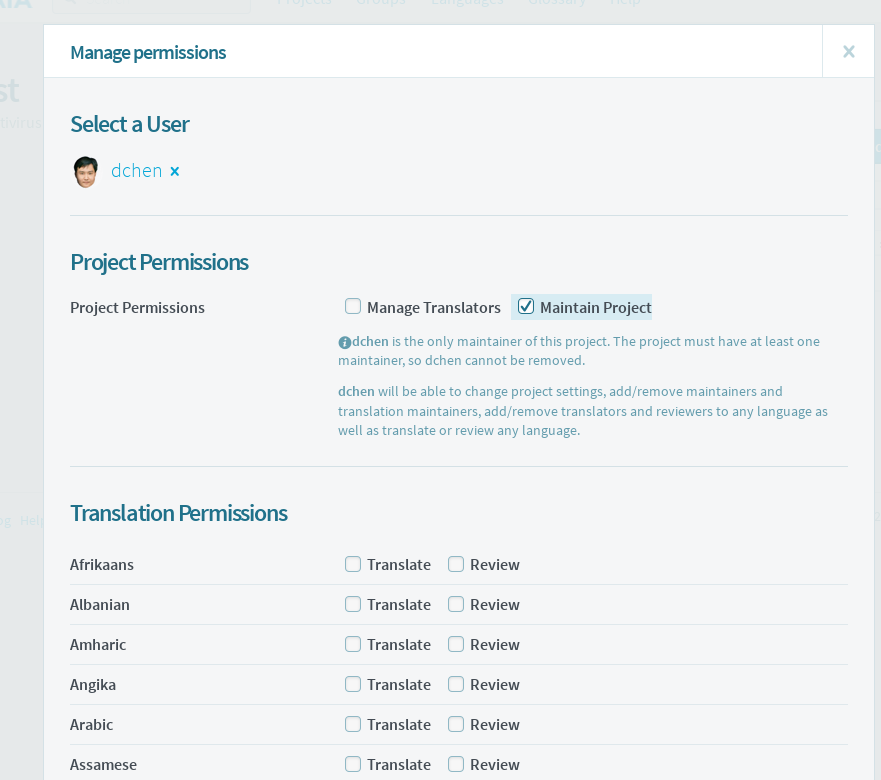 Projects Groups Languages Glossary Help
Manage permissions
Select a User
dchen
Project Permissions
Project Permissions
Manage Translators
Maintain Project
dchen is the only maintainer of this project. The project must have at least one
maintainer, so dchen cannot be removed.
dchen will be able to change project settings, add/remove maintainers and
translation maintainers, add/remove translators and reviewers to any language as
well as translate or review any language.
Help
Translation Permissions
Afrikaans Translate Review
Albanian Translate Review
Amharic Translate Review
Angika Translate Review
Arabic Translate Review
Assamese Translate Review